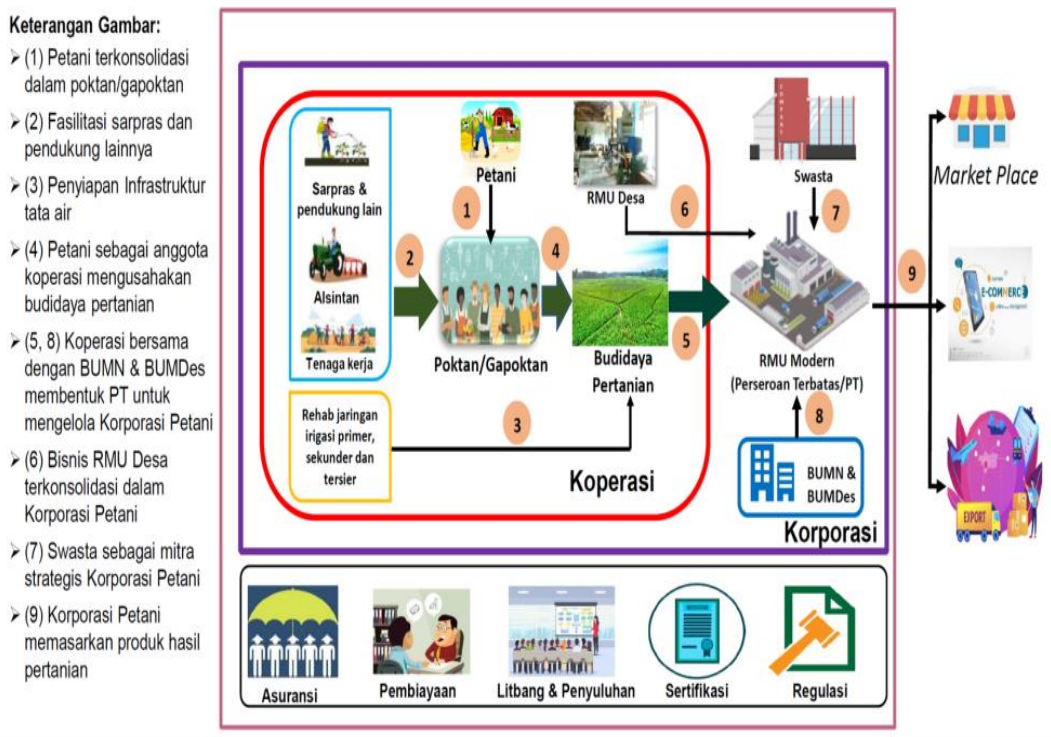 Keterangan Gambar:
➢ (1) Petani terkonsolidasi
dalam poktan/gapoktan
➢ (2) Fasilitasi sarpras dan
pendukung lainnya
➢ (3) Penyiapan Infrastruktur
tata air
➢ (4) Petani sebagai anggota
koperasi mengusahakan
budidaya pertanian
➢ (5, 8) Koperasi bersama
dengan BUMN & BUMDes
membentuk PT untuk
mengelola Korporasi Petani
➢ (6) Bisnis RMU Desa
terkonsolidasi dalam
Korporasi Petani
➢ (7) Swasta sebagai mitra
strategis Korporasi Petani
➢ (9) Korporasi Petani
memasarkan produk hasil
pertanian
Sarpras &
pendukung lain
Alsintan
Tenaga kerja
Rehab jaringan
irigasi primer,
sekunder dan
tersier
2
Petani
1
Poktan/Gapoktan
4
3
RMU Desa
Budidaya
Pertanian
6
5
Koperasi
COMPANY
Swasta
7
RMU Modern
(Perseroan Terbatas/PT)
8
BUMN &
BUMDes
Korporasi
9
Market Place
E-COMMERC
EXPORT
Asuransi
Pembiayaan
Litbang & Penyuluhan
Sertifikasi
Regulasi